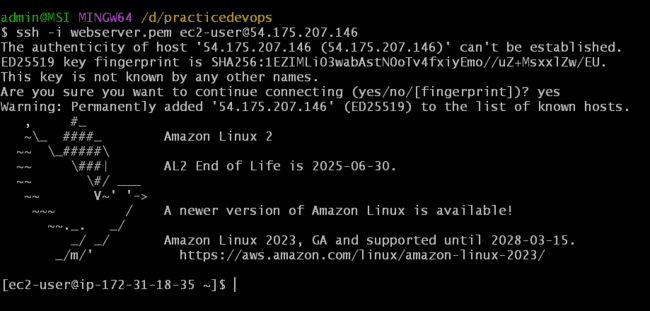 admin@MSI MINGW64 /d/practicedevops
$ ssh -i webserver.pem ec2-user@54.175.207.146
The authenticity of host '54.175.207.146 (54.175.207.146)' can't be established.
ED25519 key fingerprint is SHA256:1EZIMLiO3wabAstNOoTv4fxiyEmo//uZ+MsxxlZw/EU.
This key is not known by any other names.
Are you sure you want to continue connecting (yes/no/[fingerprint])? yes
Warning: Permanently added '54.175.207.146' (ED25519) to the list of known hosts.
   ,     #_
   ~\_  ####_        Amazon Linux 2
  ~~  \_#####\
  ~~     \###|       AL2 End of Life is 2025-06-30.
  ~~       \#/ ___
   ~~       V~' '->
    ~~~         /    A newer version of Amazon Linux is available!
      ~~._.   _/
         _/ _/       Amazon Linux 2023, GA and supported until 2028-03-15.
       _/m/'           https://aws.amazon.com/linux/amazon-linux-2023/
[ec2-user@ip-172-31-18-35 ~]$